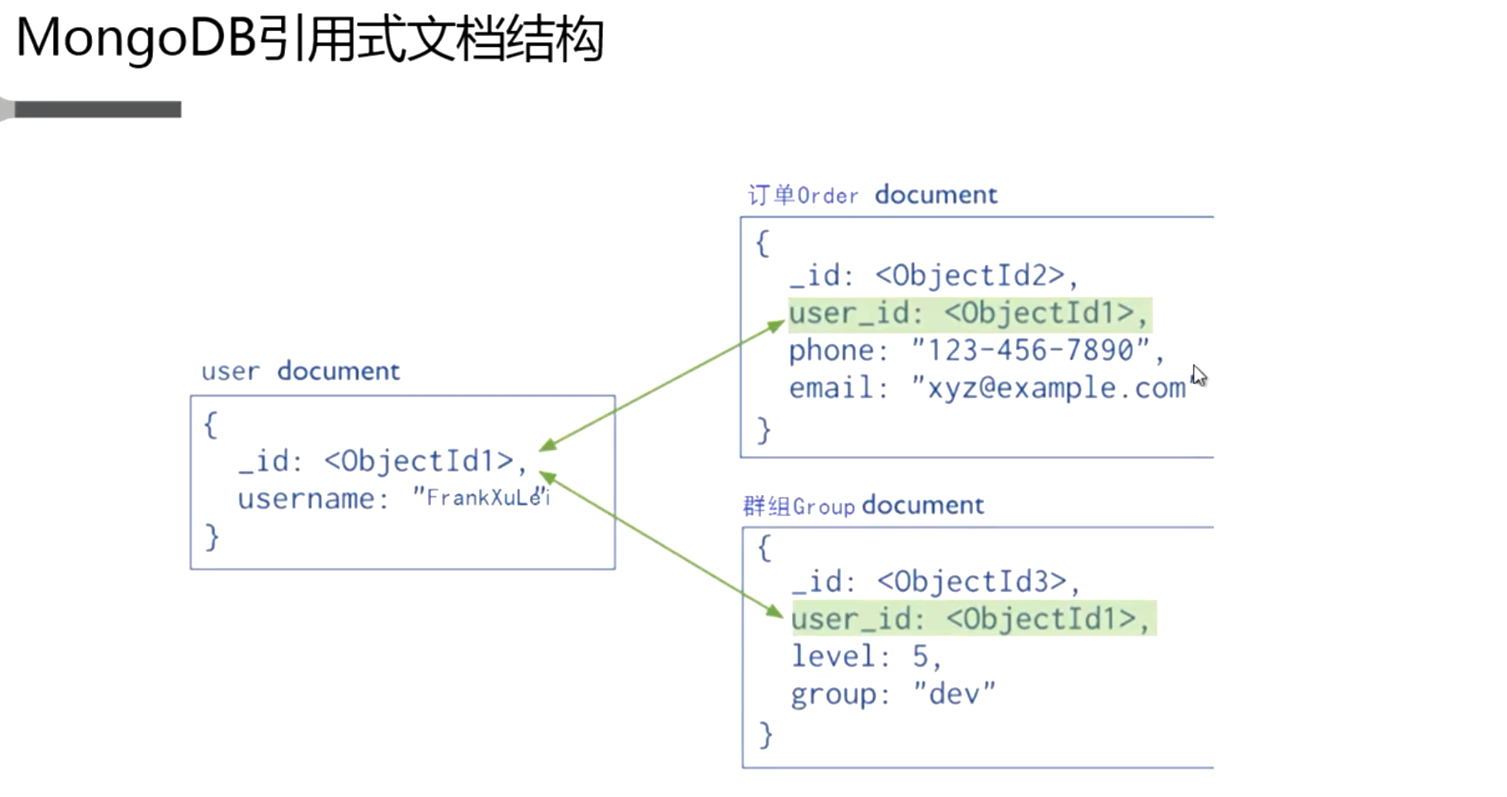 MongoDB引用式文档结构
订单Order document
{
_id: <ObjectId2>,
user_id: <ObjectId1>,
phone: "123-456-7890",
email: "xyz@example.com"
}
user document
{
_id: <ObjectId1>,
username: "FrankXuLei"
}
群组Group document
{
_id: <ObjectId3>,
user_id: <ObjectId1>,
level: 5,
group: "dev"
}